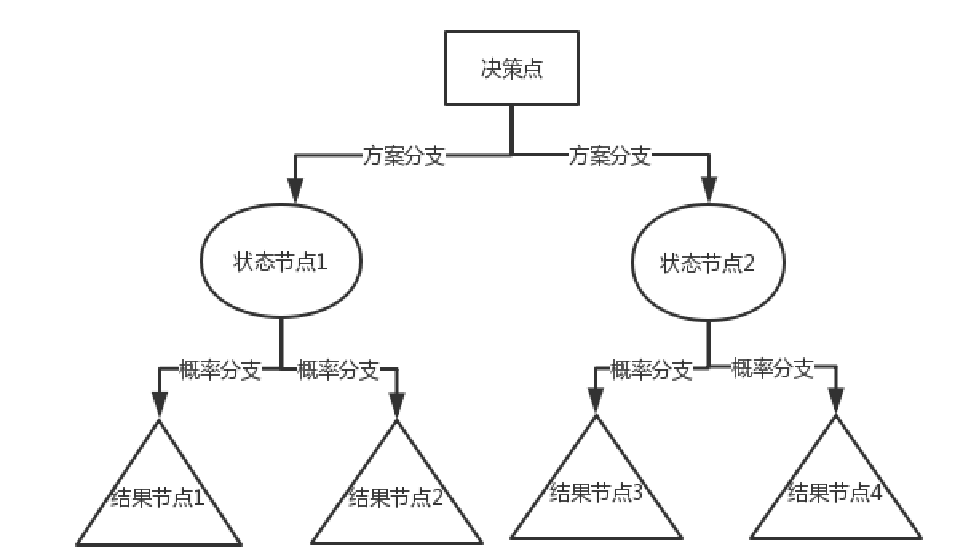 决策点
方案分支 方案分支
状态节点1 状态节点2
概率分支 概率分支 概率分支 概率分支
结果节点1 结果节点2 结果节点3 结果节点4